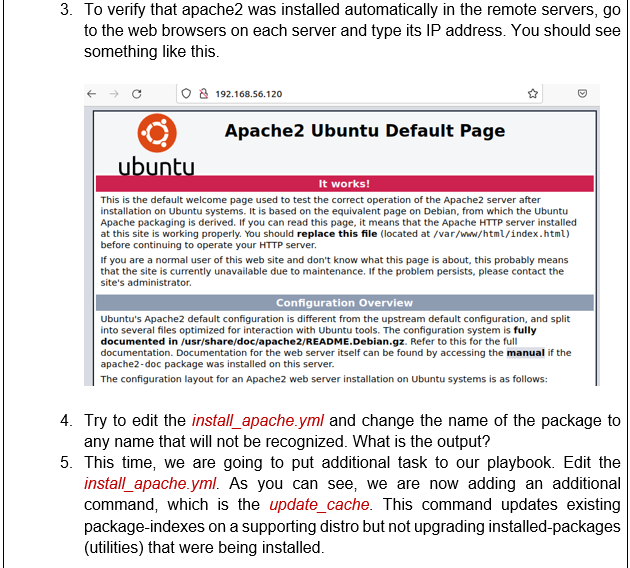 3. To verify that apache2 was installed automatically in the remote servers, go
to the web browsers on each server and type its IP address. You should see
something like this.
192.168.56.120
ubuntu
Apache2 Ubuntu Default Page
It works!
This is the default welcome page used to test the correct operation of the Apache2 server after
installation on Ubuntu systems. It is based on the equivalent page on Debian, from which the Ubuntu
Apache packaging is derived. If you can read this page, it means that the Apache HTTP server installed
at this site is working properly. You should replace this file (located at /var/www/html/index.html)
before continuing to operate your HTTP server.
If you are a normal user of this web site and don't know what this page is about, this probably means
that the site is currently unavailable due to maintenance. If the problem persists, please contact the
site's administrator.
Configuration Overview
Ubuntu's Apache2 default configuration is different from the upstream default configuration, and split
into several files optimized for interaction with Ubuntu tools. The configuration system is fully
documented in /usr/share/doc/apache2/README.Debian.gz. Refer to this for the full
documentation. Documentation for the web server itself can be found by accessing the manual if the
apache2-doc package was installed on this server.
The configuration layout for an Apache2 web server installation on Ubuntu systems is as follows:
4. Try to edit the install_apache.yml and change the name of the package to
any name that will not be recognized. What is the output?
5. This time, we are going to put additional task to our playbook. Edit the
install_apache.yml. As you can see, we are now adding an additional
command, which is the update_cache. This command updates existing
package-indexes on a supporting distro but not upgrading installed-packages
(utilities) that were being installed.